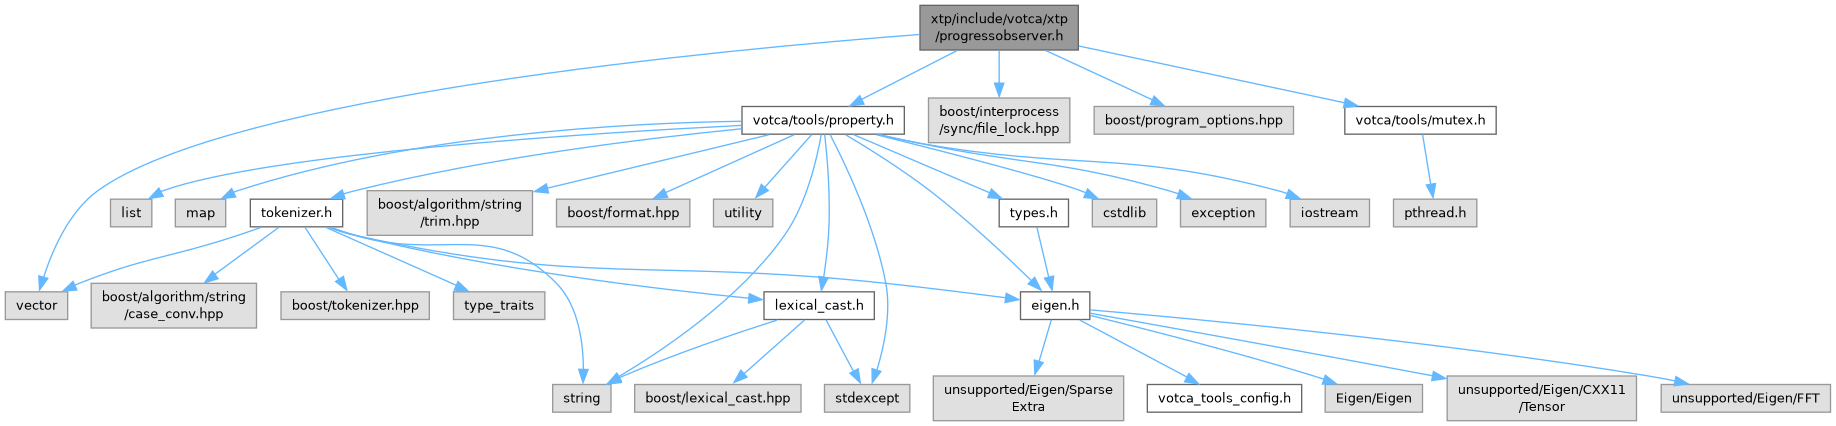 xtp/include/votca/xtp
/progressobserver.h
votca/tools/property.h
boost/interprocess
/sync/file_lock.hpp
boost/program_options.hpp
votca/tools/mutex.h
list
map
tokenizer.h
boost/algorithm/string
/trim.hpp
boost/format.hpp
utility
types.h
cstdlib
exception
iostream
pthread.h
vector
boost/algorithm/string
/case_conv.hpp
boost/tokenizer.hpp
type_traits
lexical_cast.h
eigen.h
string
boost/lexical_cast.hpp
stdexcept
unsupported/Eigen/Sparse
Extra
votca_tools_config.h
Eigen/Eigen
unsupported/Eigen/CXX11
/Tensor
unsupported/Eigen/FFT